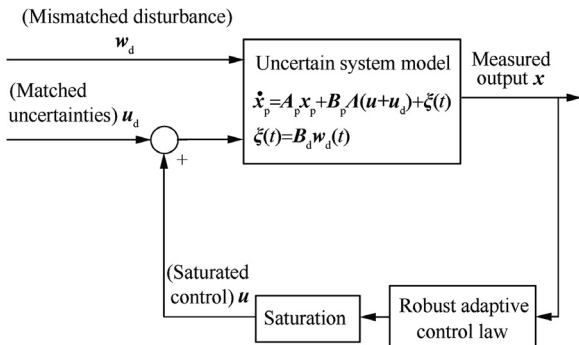 (Mismatched disturbance)
w_d
(Matched
uncertainties) u_d
+
Uncertain system model
ẋ_p=A_p x_p+B_p Λ(u+u_d)+ξ(t)
ξ(t)=B_d w_d(t)
Measured
output x
(Saturated
control) u
Saturation
Robust adaptive
control law